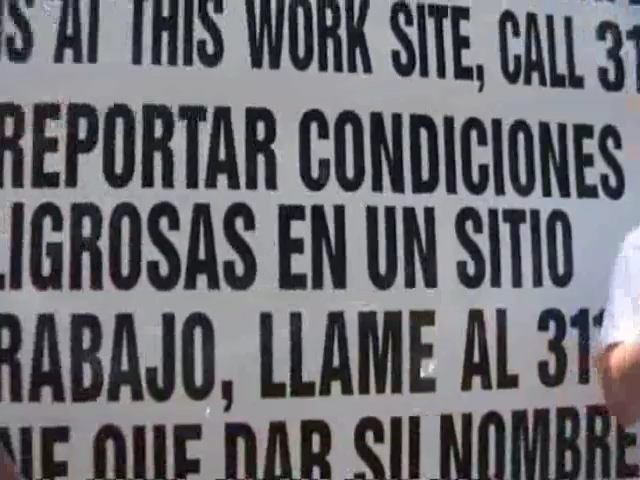 AT THIS WORK SITE, CALL 31
REPORTAR CONDICIONES
LIGROSAS EN UN SITIO
RABAJO, LLAME AL 311
NE QUE DAR SU NOMBRE